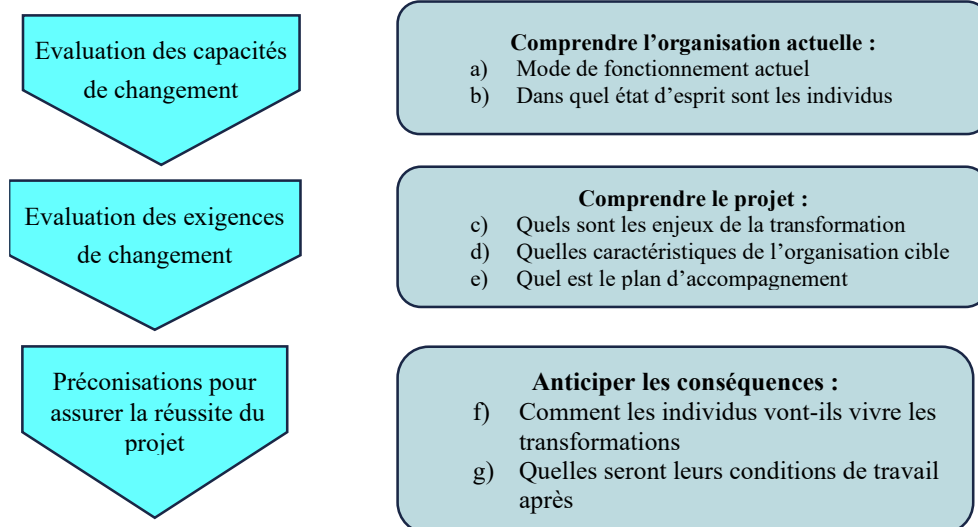 Evaluation des capacités
de changement
Comprendre l’organisation actuelle :
a) Mode de fonctionnement actuel
b) Dans quel état d’esprit sont les individus
Evaluation des exigences
de changement
Comprendre le projet :
c) Quels sont les enjeux de la transformation
d) Quelles caractéristiques de l’organisation cible
e) Quel est le plan d’accompagnement
Préconisations pour
assurer la réussite du
projet
Anticiper les conséquences :
f) Comment les individus vont-ils vivre les
transformations
g) Quelles seront leurs conditions de travail
après